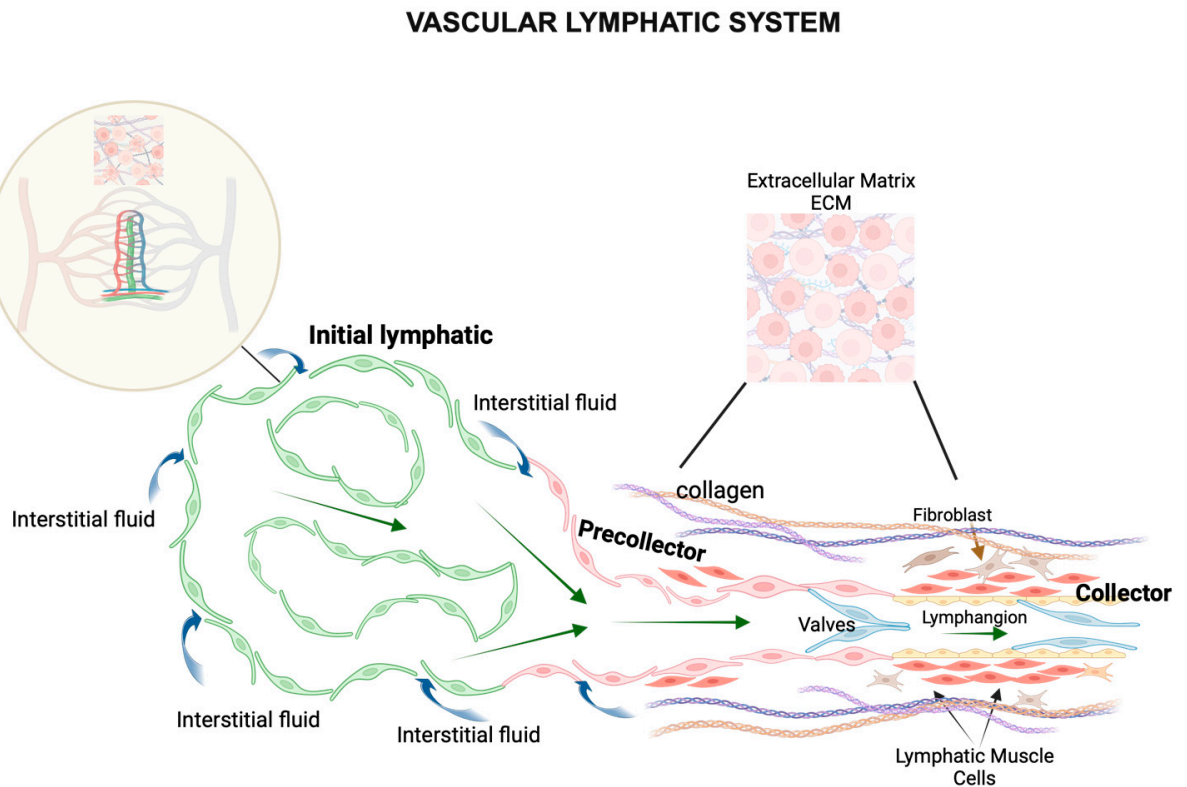 VASCULAR LYMPHATIC SYSTEM
Extracellular Matrix
ECM
Initial lymphatic
Interstitial fluid
Interstitial fluid
collagen
Fibroblast
Precollector
Collector
Valves
Lymphangion
Interstitial fluid
Interstitial fluid
Lymphatic Muscle
Cells